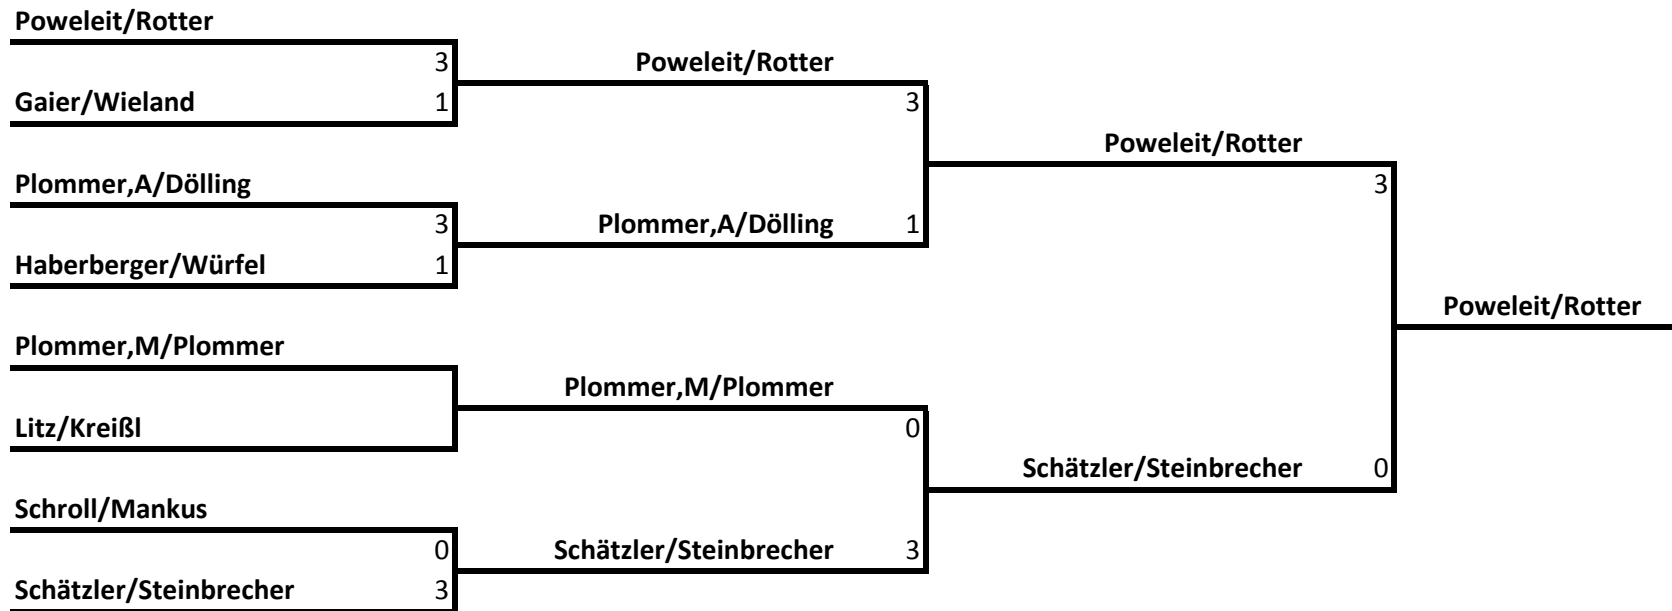 Poweleit/Rotter
3
Poweleit/Rotter
Gaier/Wieland
1
3
Poweleit/Rotter
Plommer,A/Dölling
3
3
Plommer,A/Dölling
1
Haberberger/Würfel
1
Poweleit/Rotter
Plommer,M/Plommer
Plommer,M/Plommer
Litz/Kreißl
0
Schätzler/Steinbrecher
0
Schroll/Mankus
0
Schätzler/Steinbrecher
3
Schätzler/Steinbrecher
3